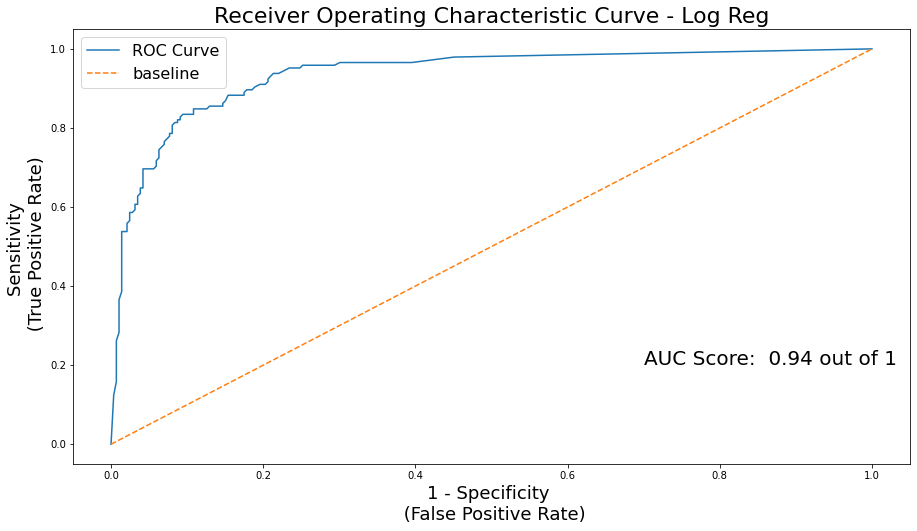 Receiver Operating Characteristic Curve - Log Reg
ROC Curve
baseline
1.0
0.8
0.6
0.4
0.2
0.0
Sensitivity
(True Positive Rate)
AUC Score:  0.94 out of 1
0.0 0.2 0.4 0.6 0.8 1.0
1 - Specificity
(False Positive Rate)